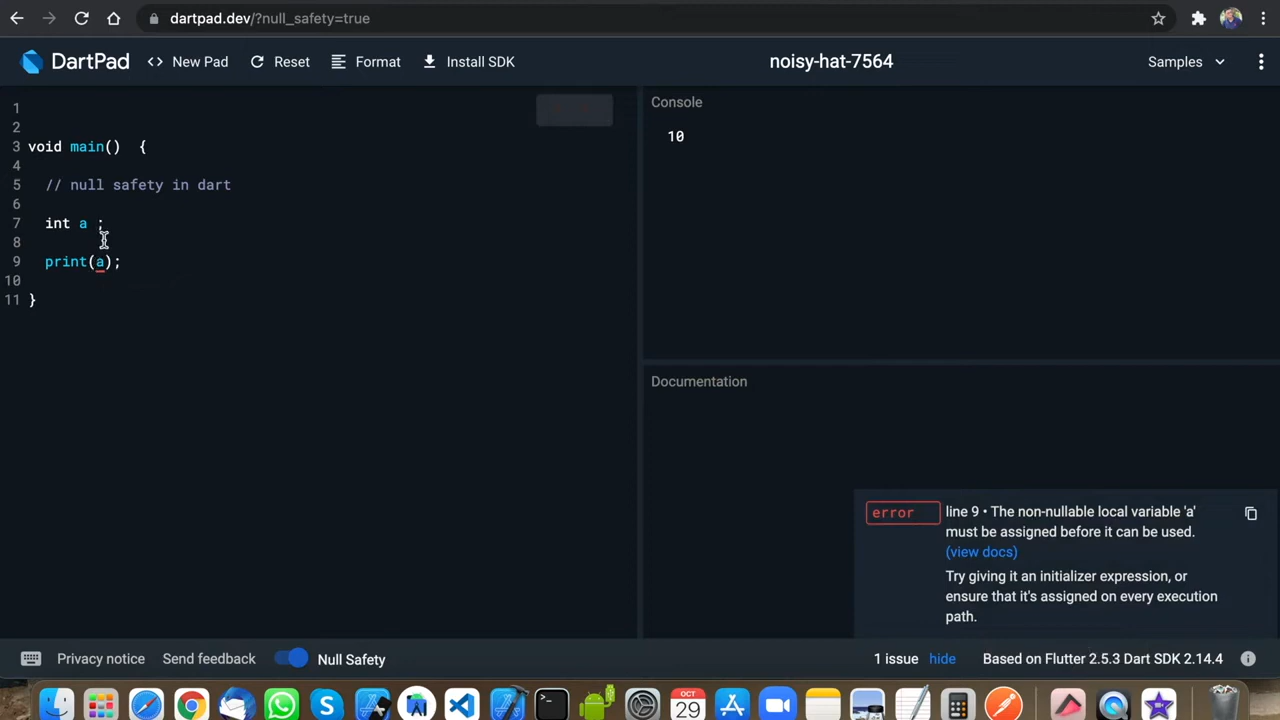 dartpad.dev/?null_safety=true
DartPad
<> New Pad
Reset
Format
Install SDK
noisy-hat-7564
Samples
1
2
3 void main()  {
4
5 // null safety in dart
6
7 int a ;
8
9 print(a);
10
11 }
Console
10
Documentation
error
line 9 • The non-nullable local variable 'a'
must be assigned before it can be used.
(view docs)
Try giving it an initializer expression, or
ensure that it's assigned on every execution
path.
Privacy notice
Send feedback
Null Safety
1 issue
hide
Based on Flutter 2.5.3 Dart SDK 2.14.4
OCT
29